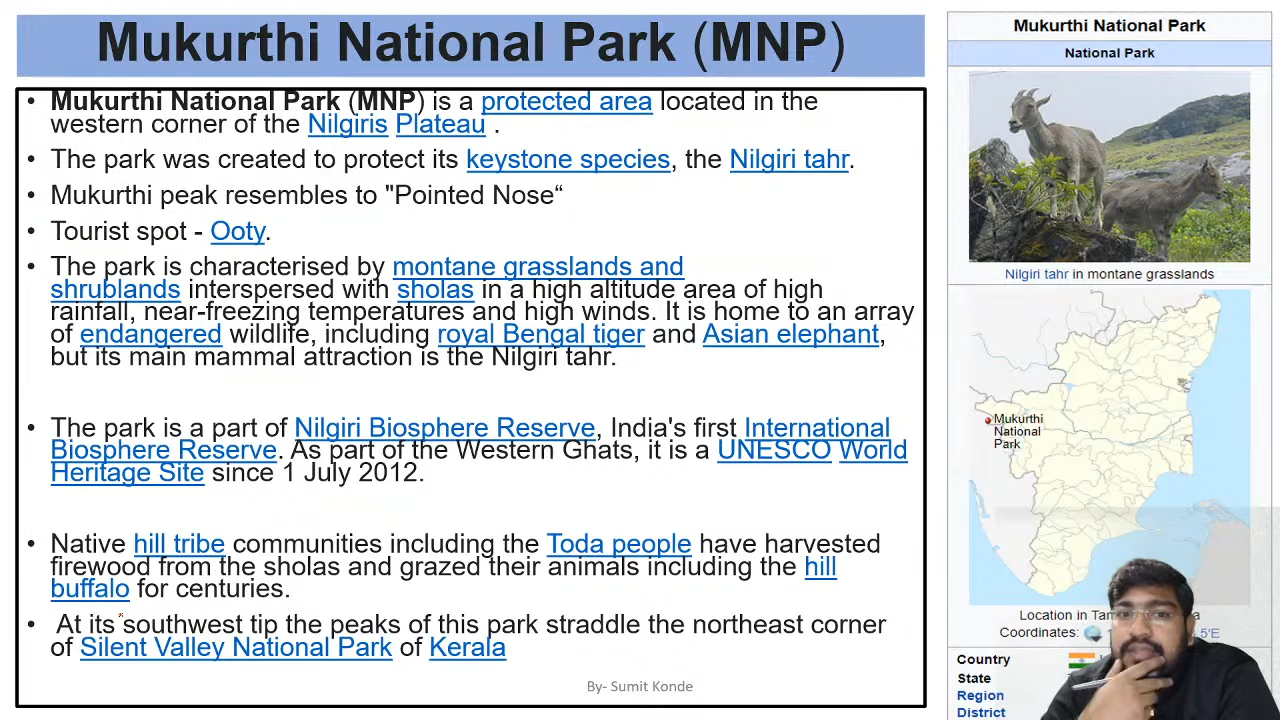 Mukurthi National Park (MNP)
• Mukurthi National Park (MNP) is a protected area located in the
western corner of the Nilgiris Plateau .
• The park was created to protect its keystone species, the Nilgiri tahr.
• Mukurthi peak resembles to "Pointed Nose“
• Tourist spot - Ooty.
• The park is characterised by montane grasslands and
shrublands interspersed with sholas in a high altitude area of high
rainfall, near-freezing temperatures and high winds. It is home to an array
of endangered wildlife, including royal Bengal tiger and Asian elephant,
but its main mammal attraction is the Nilgiri tahr.
• The park is a part of Nilgiri Biosphere Reserve, India's first International
Biosphere Reserve. As part of the Western Ghats, it is a UNESCO World
Heritage Site since 1 July 2012.
• Native hill tribe communities including the Toda people have harvested
firewood from the sholas and grazed their animals including the hill
buffalo for centuries.
• At its southwest tip the peaks of this park straddle the northeast corner
of Silent Valley National Park of Kerala
By- Sumit Konde
Mukurthi National Park
National Park
Nilgiri tahr in montane grasslands
Mukurthi
National
Park
Location in
Coordinates: 5'E
Country
State
Region
District